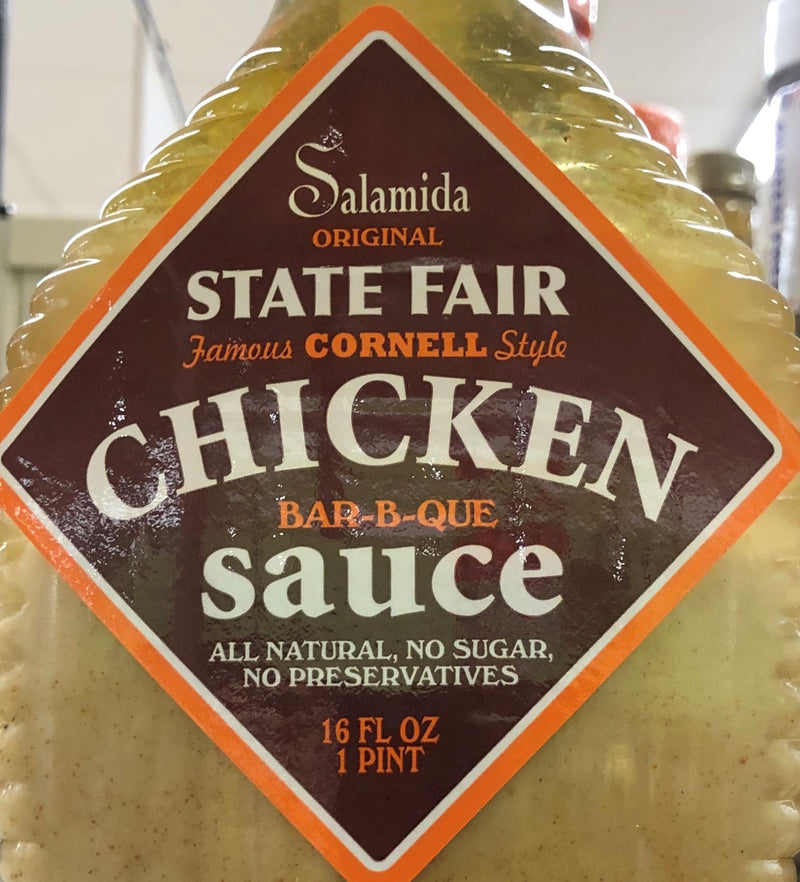 Salamida
ORIGINAL
STATE FAIR
Famous CORNELL Style
CHICKEN
BAR-B-QUE
sauce
ALL NATURAL, NO SUGAR,
NO PRESERVATIVES
16 FL OZ
1 PINT